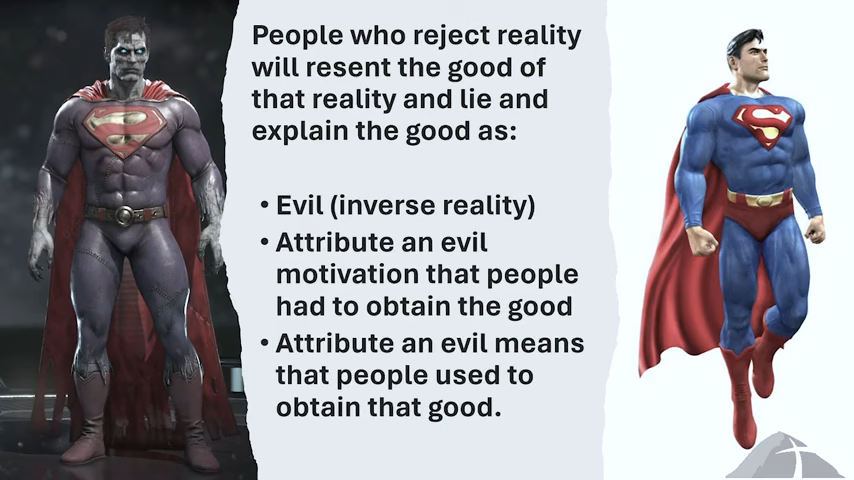 People who reject reality
will resent the good of
that reality and lie and
explain the good as:
• Evil (inverse reality)
• Attribute an evil
motivation that people
had to obtain the good
• Attribute an evil means
that people used to
obtain that good.